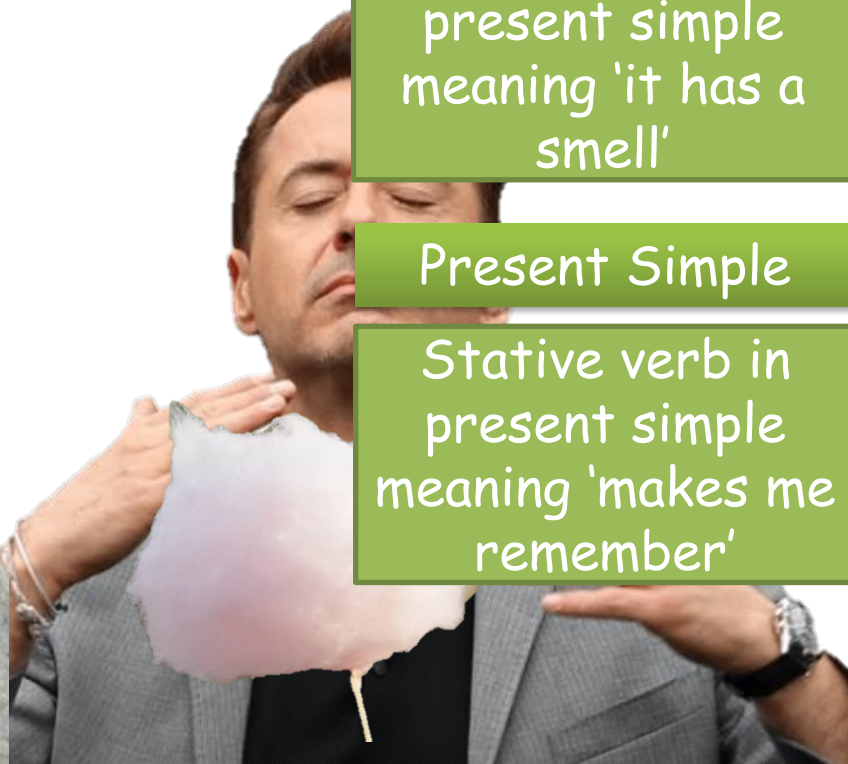 present simple
meaning ‘it has a
smell’
Present Simple
Stative verb in
present simple
meaning ‘makes me
remember’